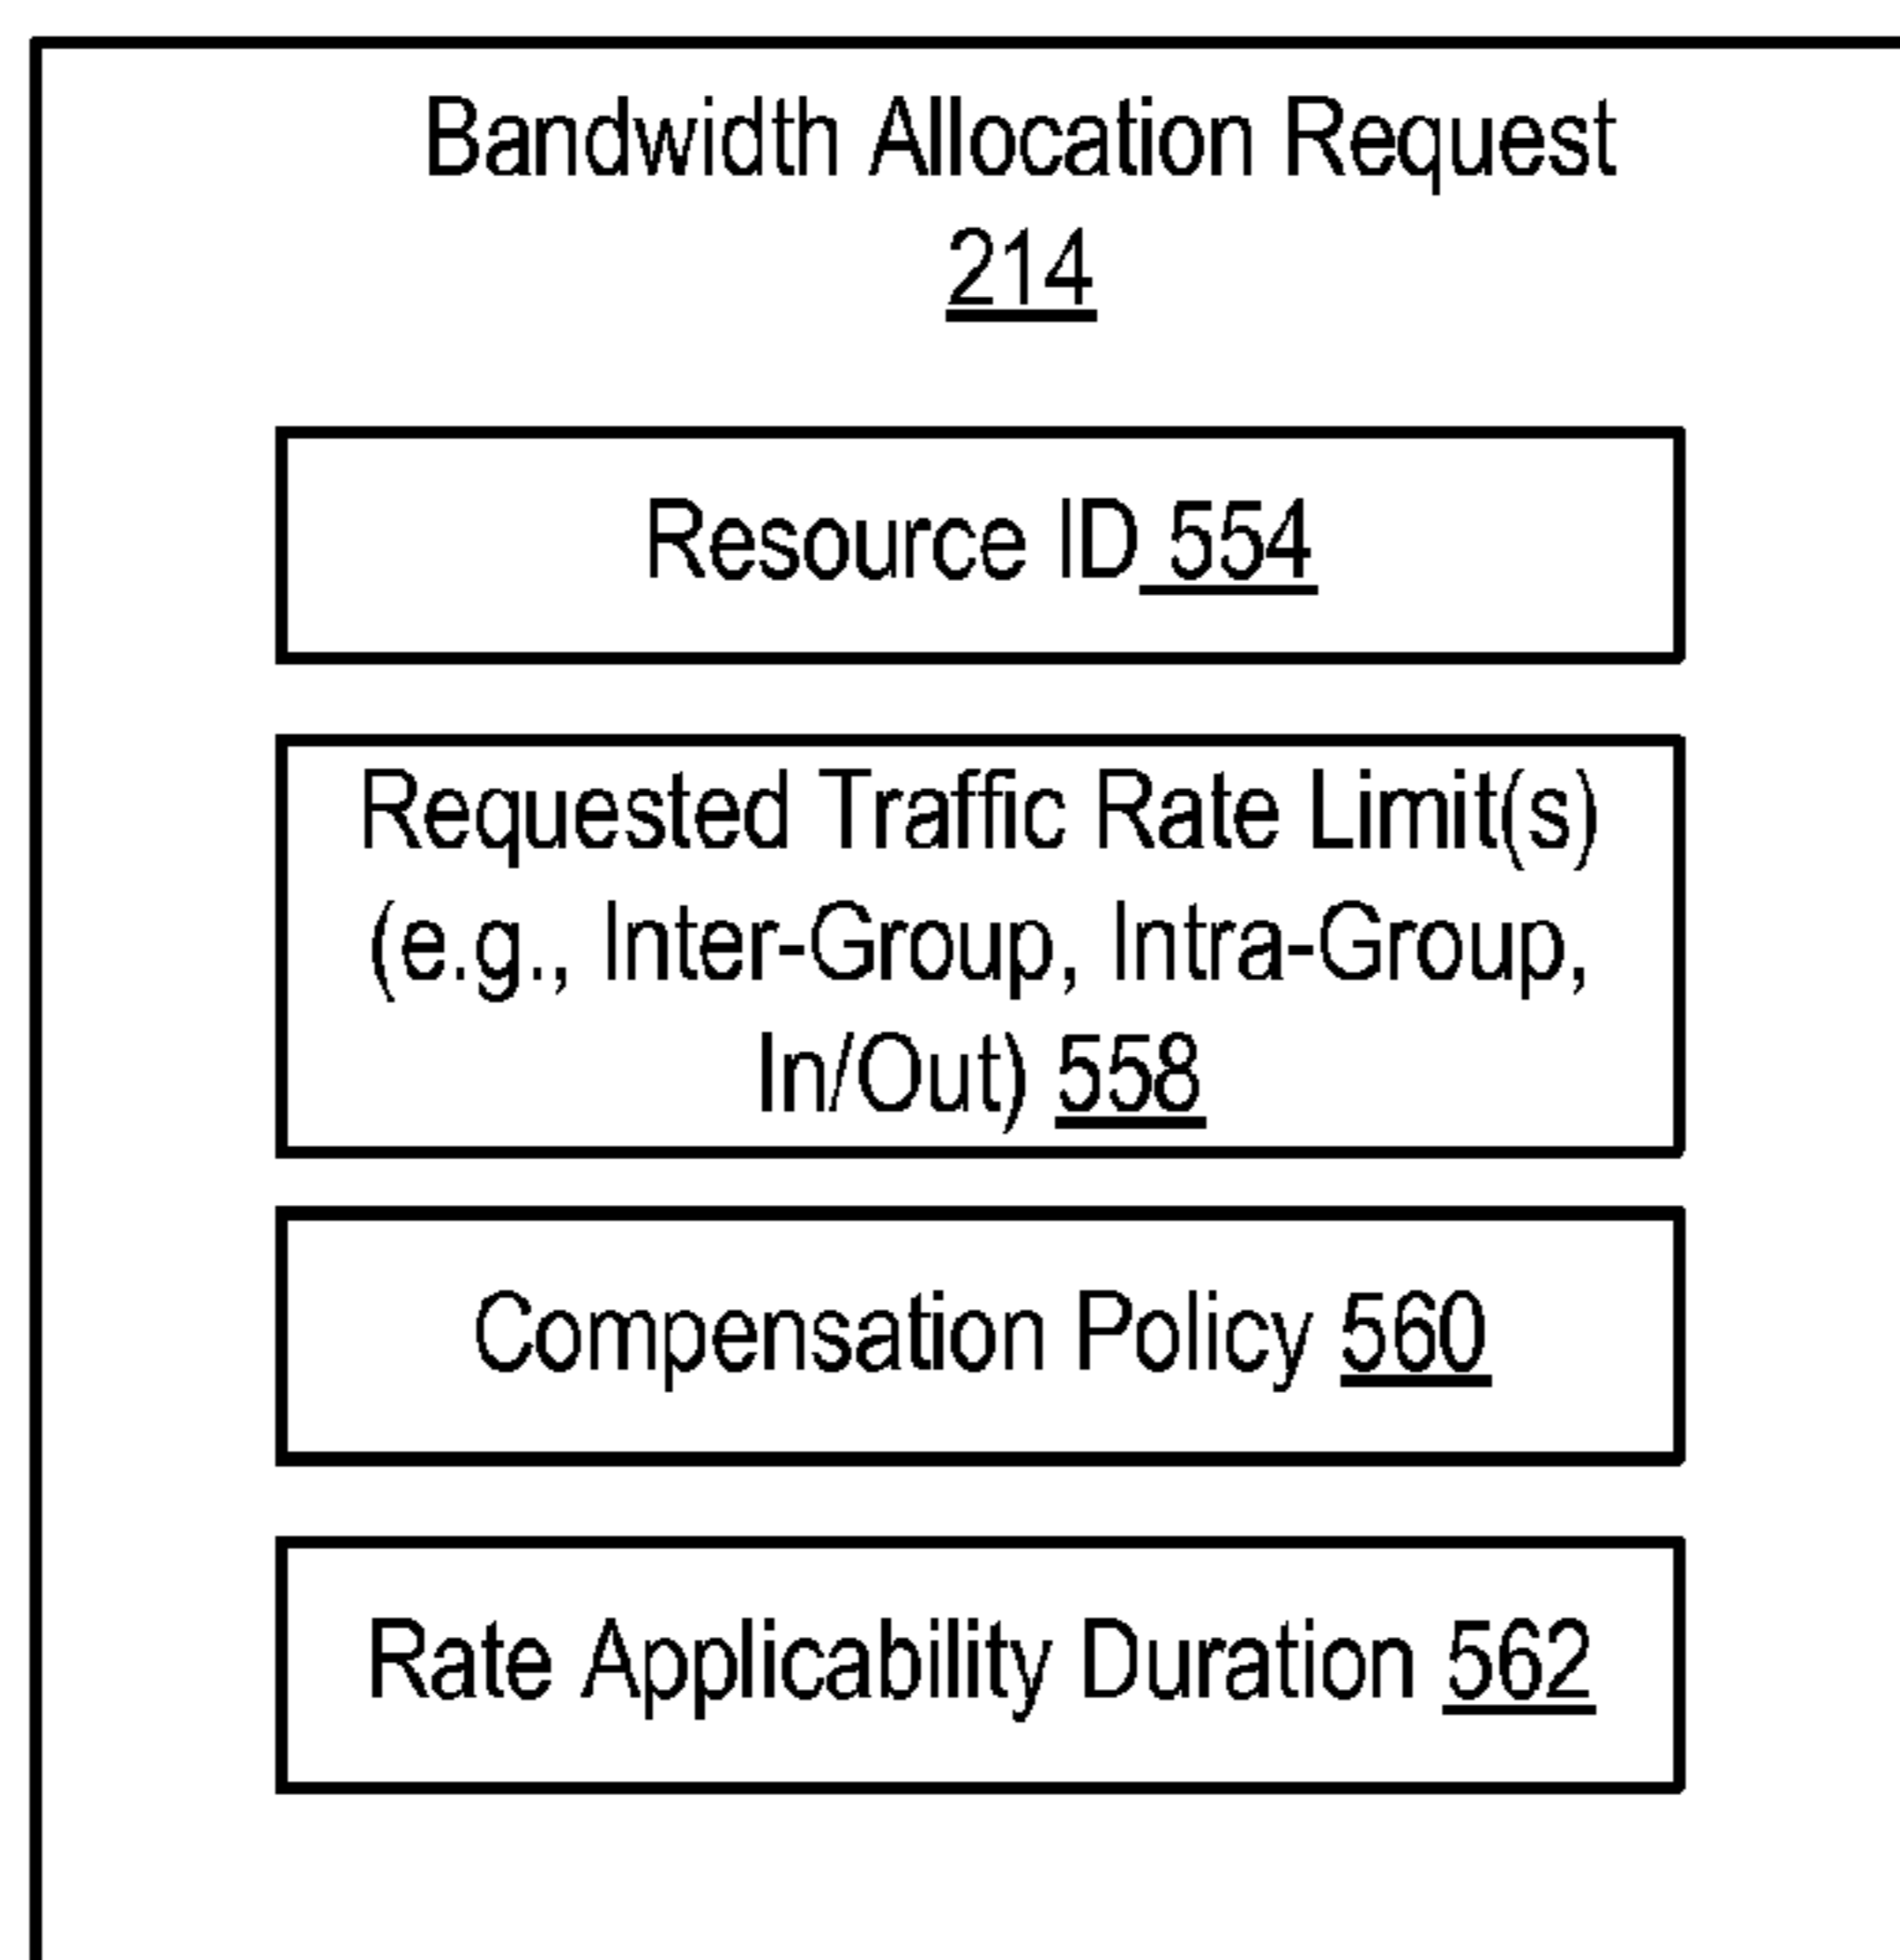 Bandwidth Allocation Request
214
Resource ID 554
Requested Traffic Rate Limit(s)
(e.g., Inter-Group, Intra-Group,
In/Out) 558
Compensation Policy 560
Rate Applicability Duration 562